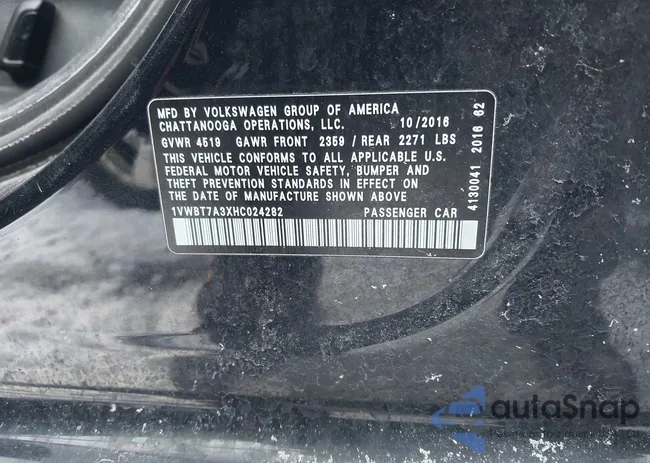 MFD BY VOLKSWAGEN GROUP OF AMERICA
CHATTANOOGA OPERATIONS, LLC. 10/2016
GVWR 4519 GAWR FRONT 2359 / REAR 2271 LBS
THIS VEHICLE CONFORMS TO ALL APPLICABLE U.S.
FEDERAL MOTOR VEHICLE SAFETY, BUMPER AND
THEFT PREVENTION STANDARDS IN EFFECT ON
THE DATE OF MANUFACTURE SHOWN ABOVE
1VWBT7A3XHC024282 PASSENGER CAR
4130041 2016 62
autoSnap